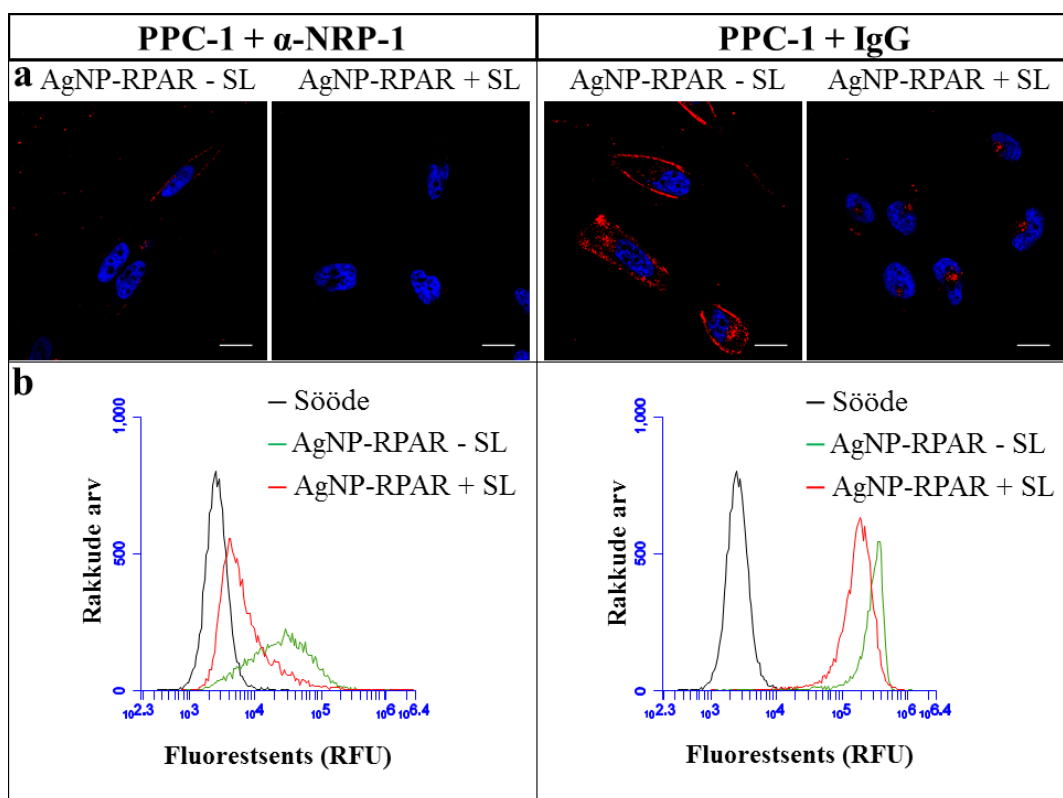 PPC-1 + α-NRP-1
PPC-1 + IgG
a
AgNP-RPAR - SL
AgNP-RPAR + SL
AgNP-RPAR - SL
AgNP-RPAR + SL
b
Sööde
AgNP-RPAR - SL
AgNP-RPAR + SL
Rakkude arv
1,000
500
0
10^2.3 10^3 10^4 10^5 10^6 10^6.4
Fluorestsents (RFU)
Sööde
AgNP-RPAR - SL
AgNP-RPAR + SL
Rakkude arv
1,000
500
0
10^2.3 10^3 10^4 10^5 10^6 10^6.4
Fluorestsents (RFU)